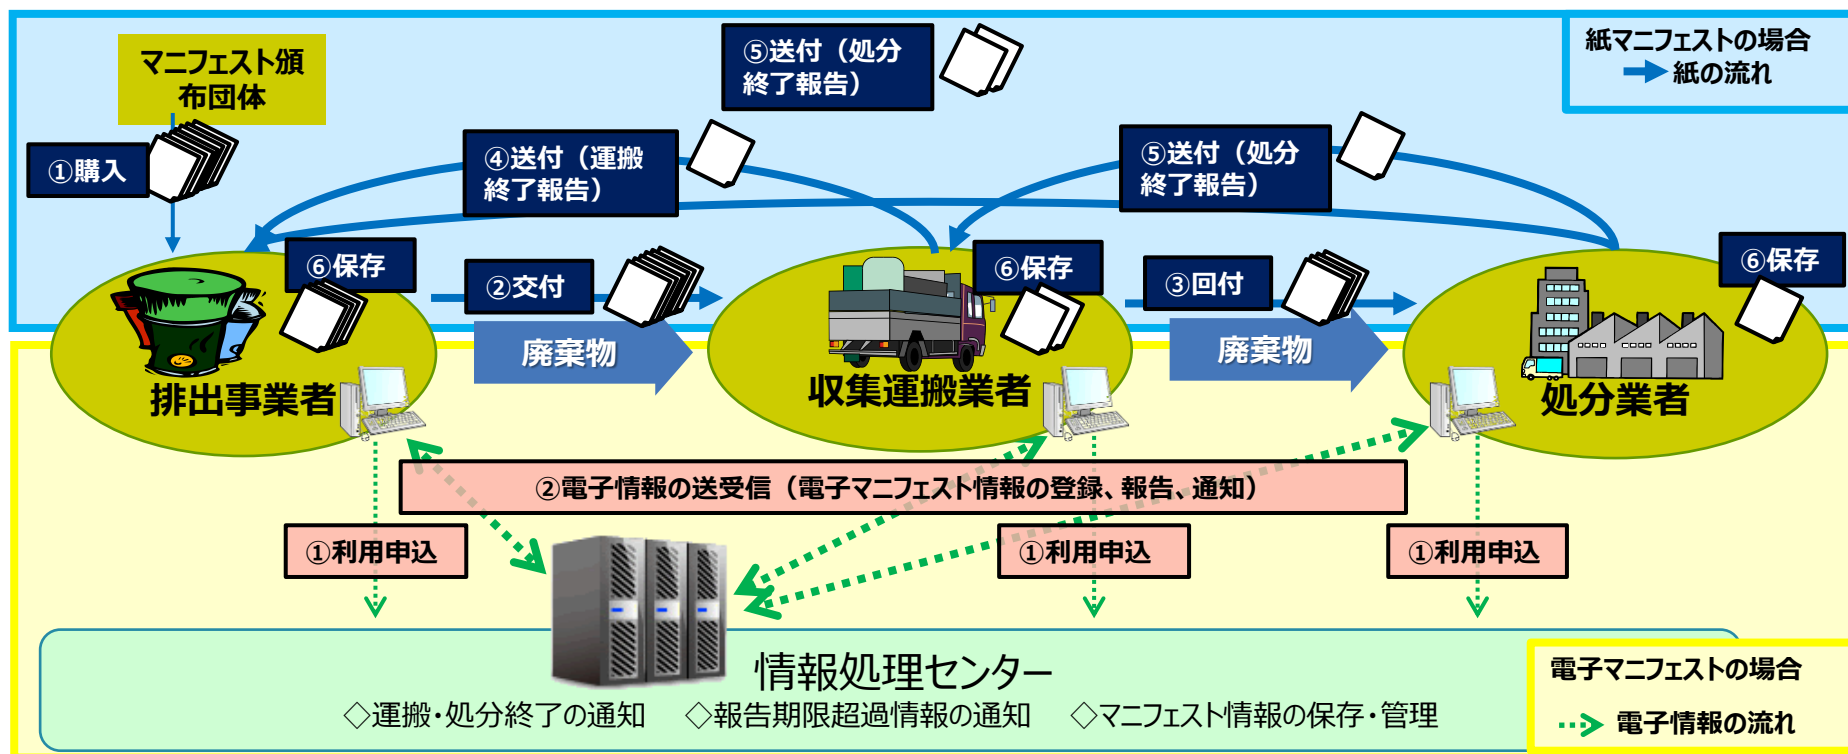 紙マニフェストの場合
紙の流れ
マニフェスト頒
布団体
⑤送付（処分
終了報告）
①購入
④送付（運搬
終了報告）
⑤送付（処分
終了報告）
⑥保存
②交付
⑥保存
③回付
⑥保存
廃棄物
廃棄物
排出事業者
収集運搬業者
処分業者
②電子情報の送受信（電子マニフェスト情報の登録、報告、通知）
①利用申込
①利用申込
①利用申込
情報処理センター
◇運搬・処分終了の通知　◇報告期限超過情報の通知　◇マニフェスト情報の保存・管理
電子マニフェストの場合
電子情報の流れ